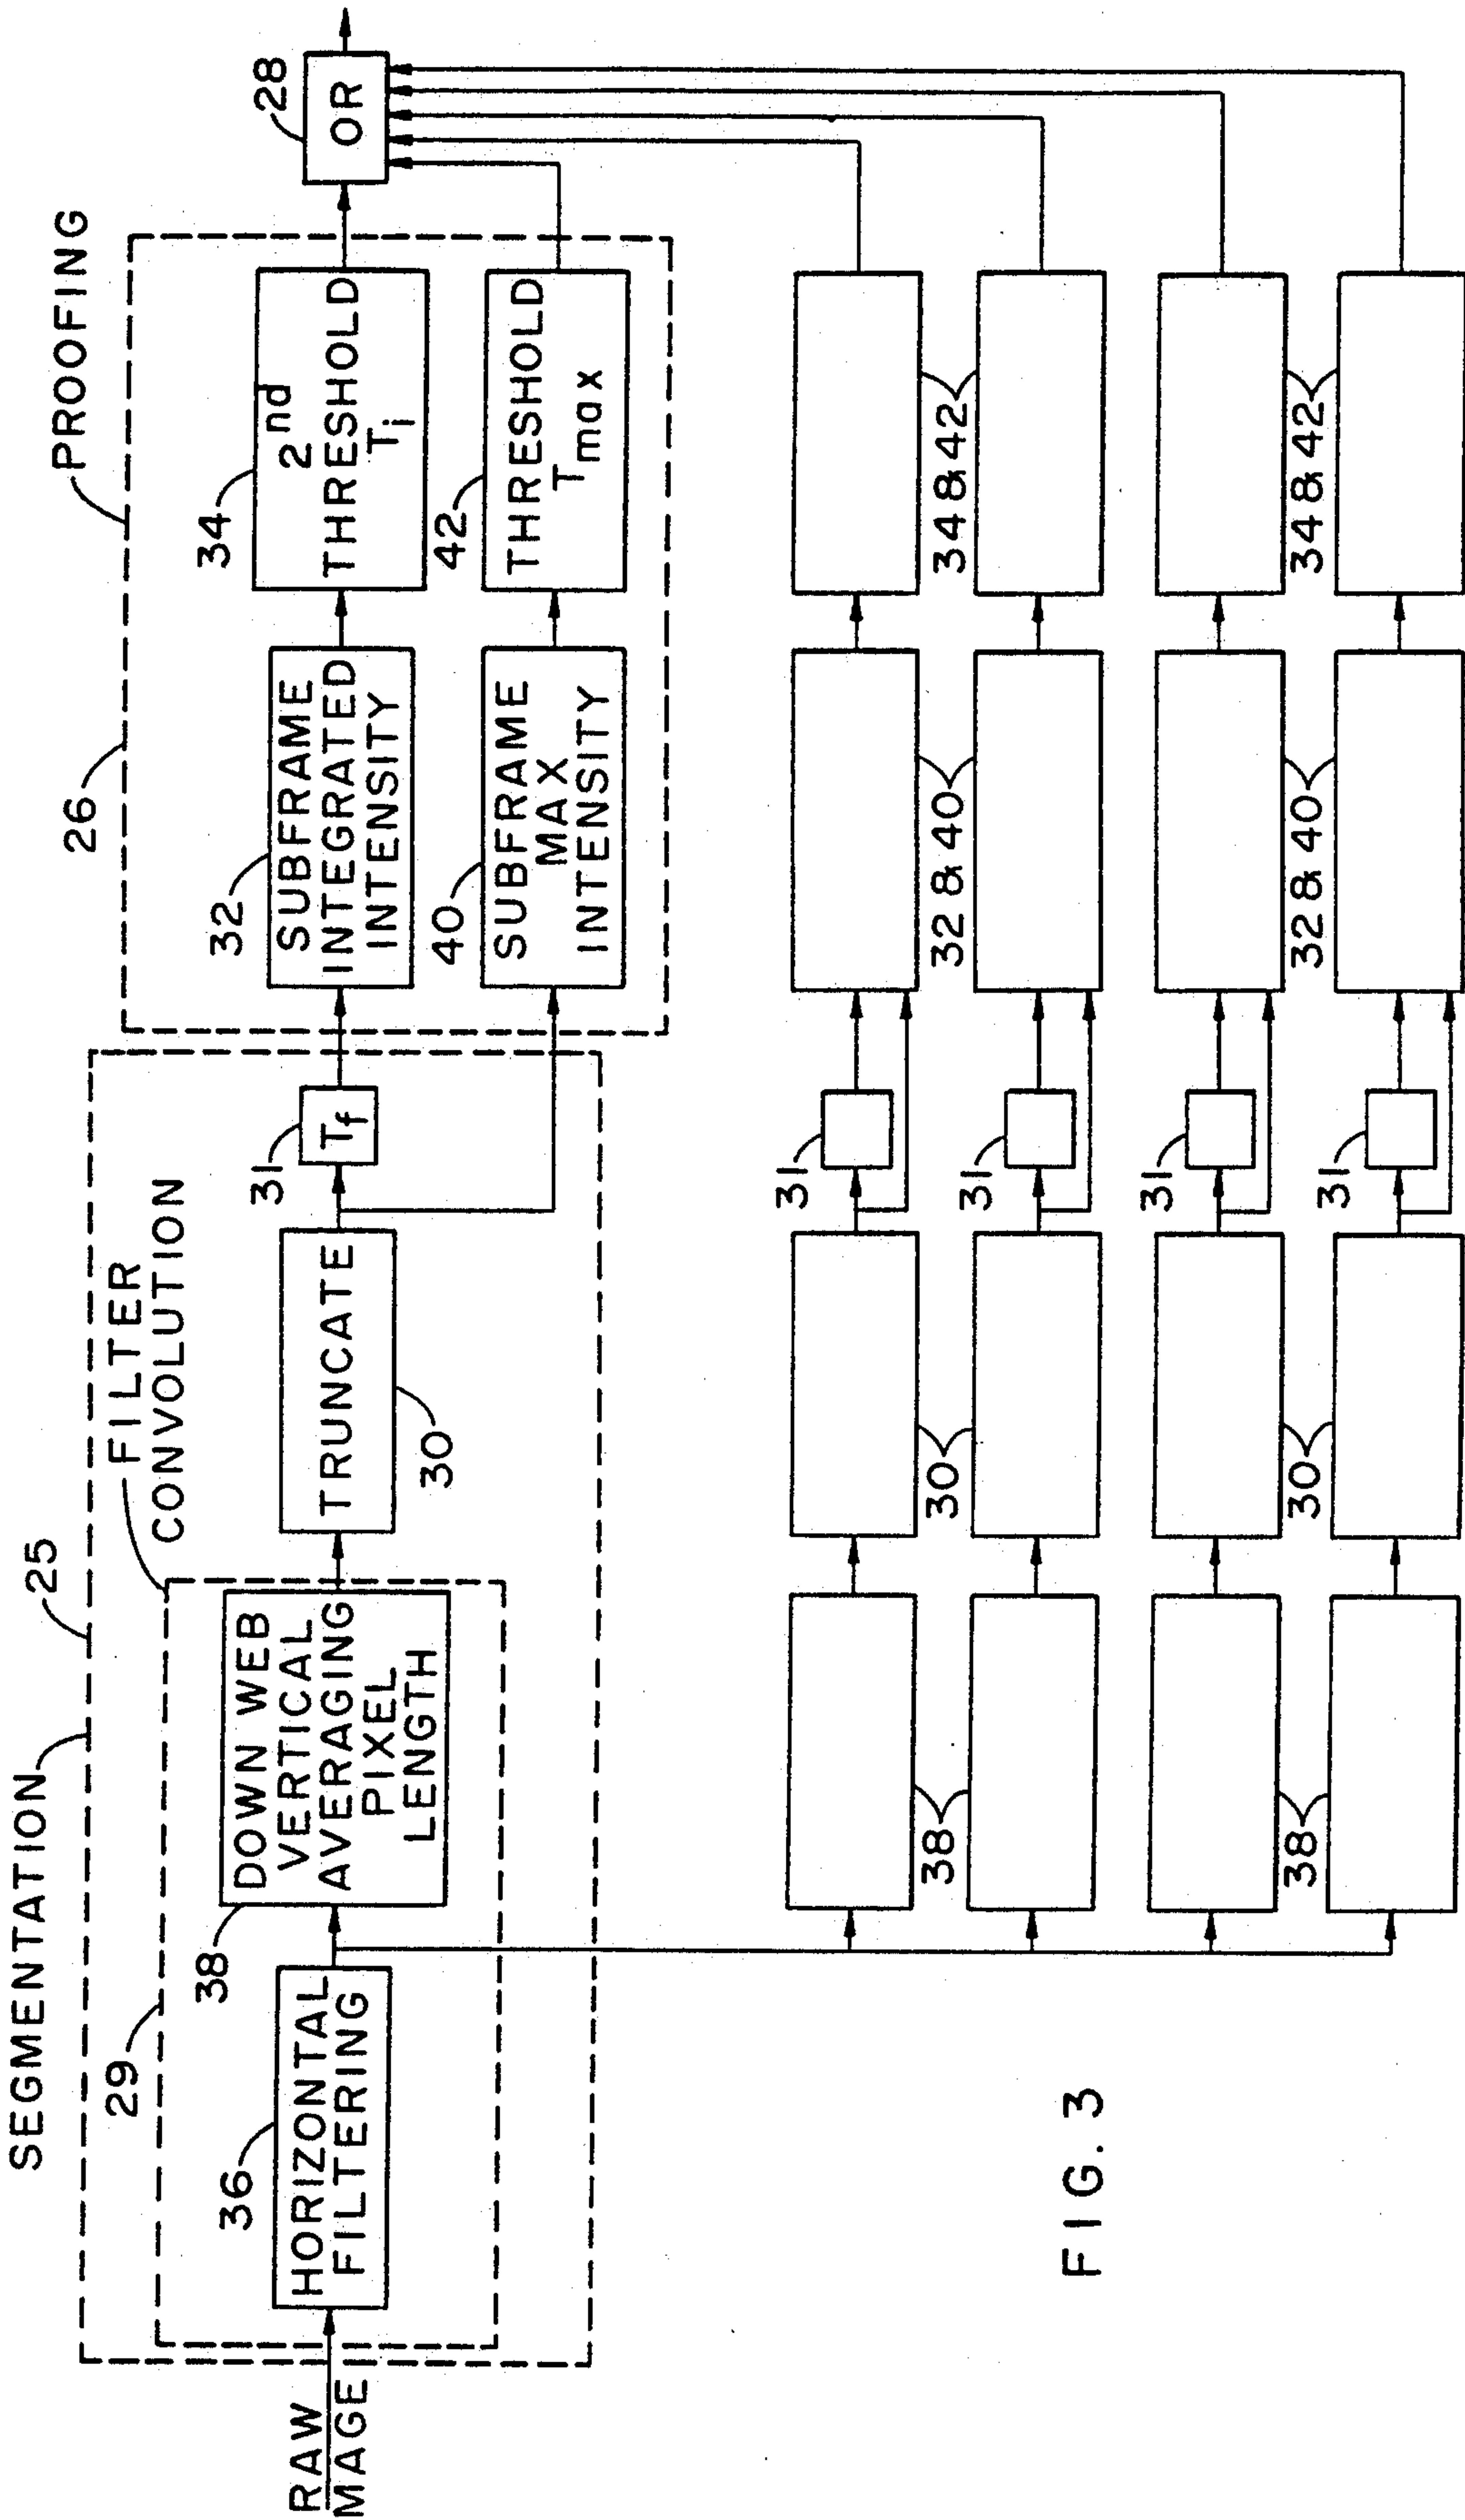 SEGMENTATION
25
29
FILTER
CONVOLUTION
PROOFING
26
RAW
IMAGE
36
HORIZONTAL
FILTERING
38
DOWN WEB
VERTICAL
AVERAGING
PIXEL
LENGTH
TRUNCATE
30
31
Tf
32
SUBFRAME
INTEGRATED
INTENSITY
34
2nd
THRESHOLD
Ti
40
SUBFRAME
MAX
INTENSITY
42
THRESHOLD
Tmax
28
OR
38
30
31
31
32 & 40
34 & 42
38
30
31
31
32 & 40
34 & 42
FIG. 3